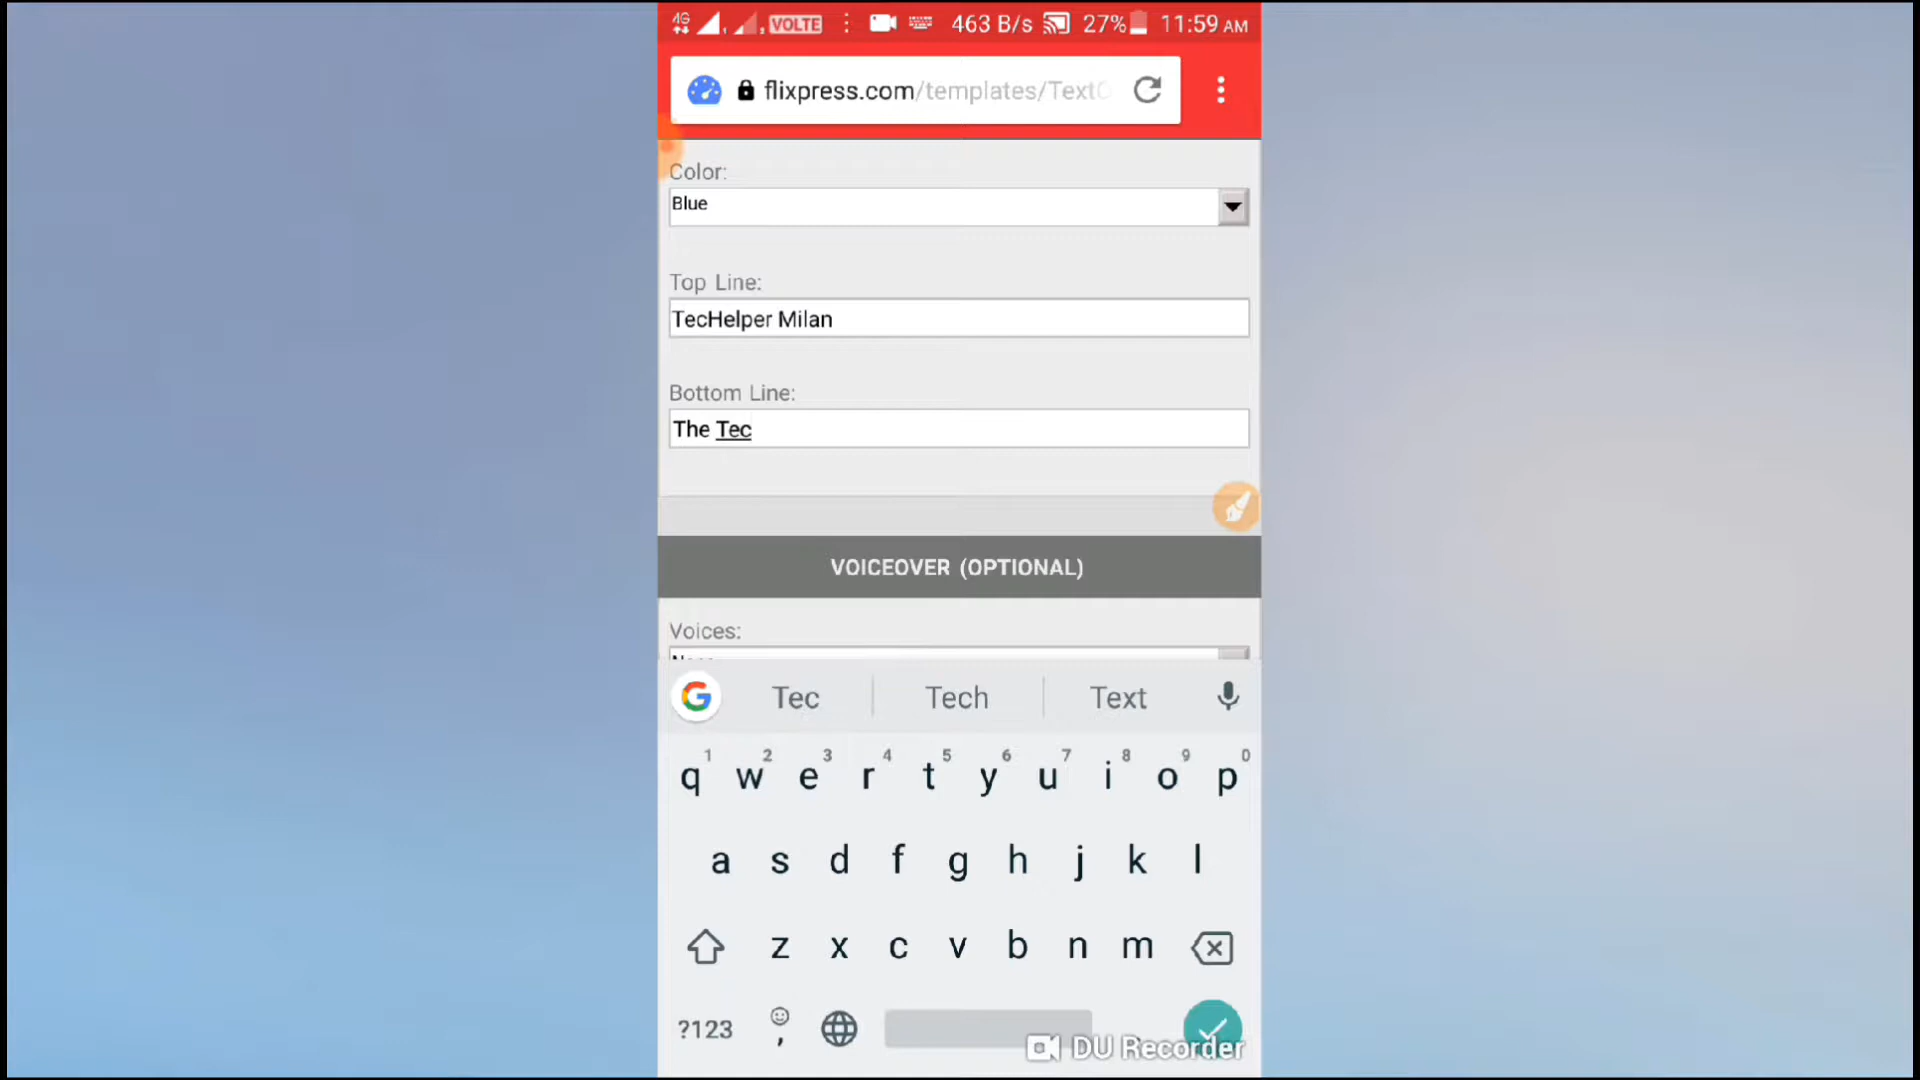 4G VOLTE 463 B/s 27% 11:59 AM
flixpress.com/templates/Text
Color:
Blue
Top Line:
TecHelper Milan
Bottom Line:
The Tec
VOICEOVER (OPTIONAL)
Voices:
Tec Tech Text
1 2 3 4 5 6 7 8 9 0
q w e r t y u i o p
a s d f g h j k l
z x c v b n m
?123 ,
DU Recorder